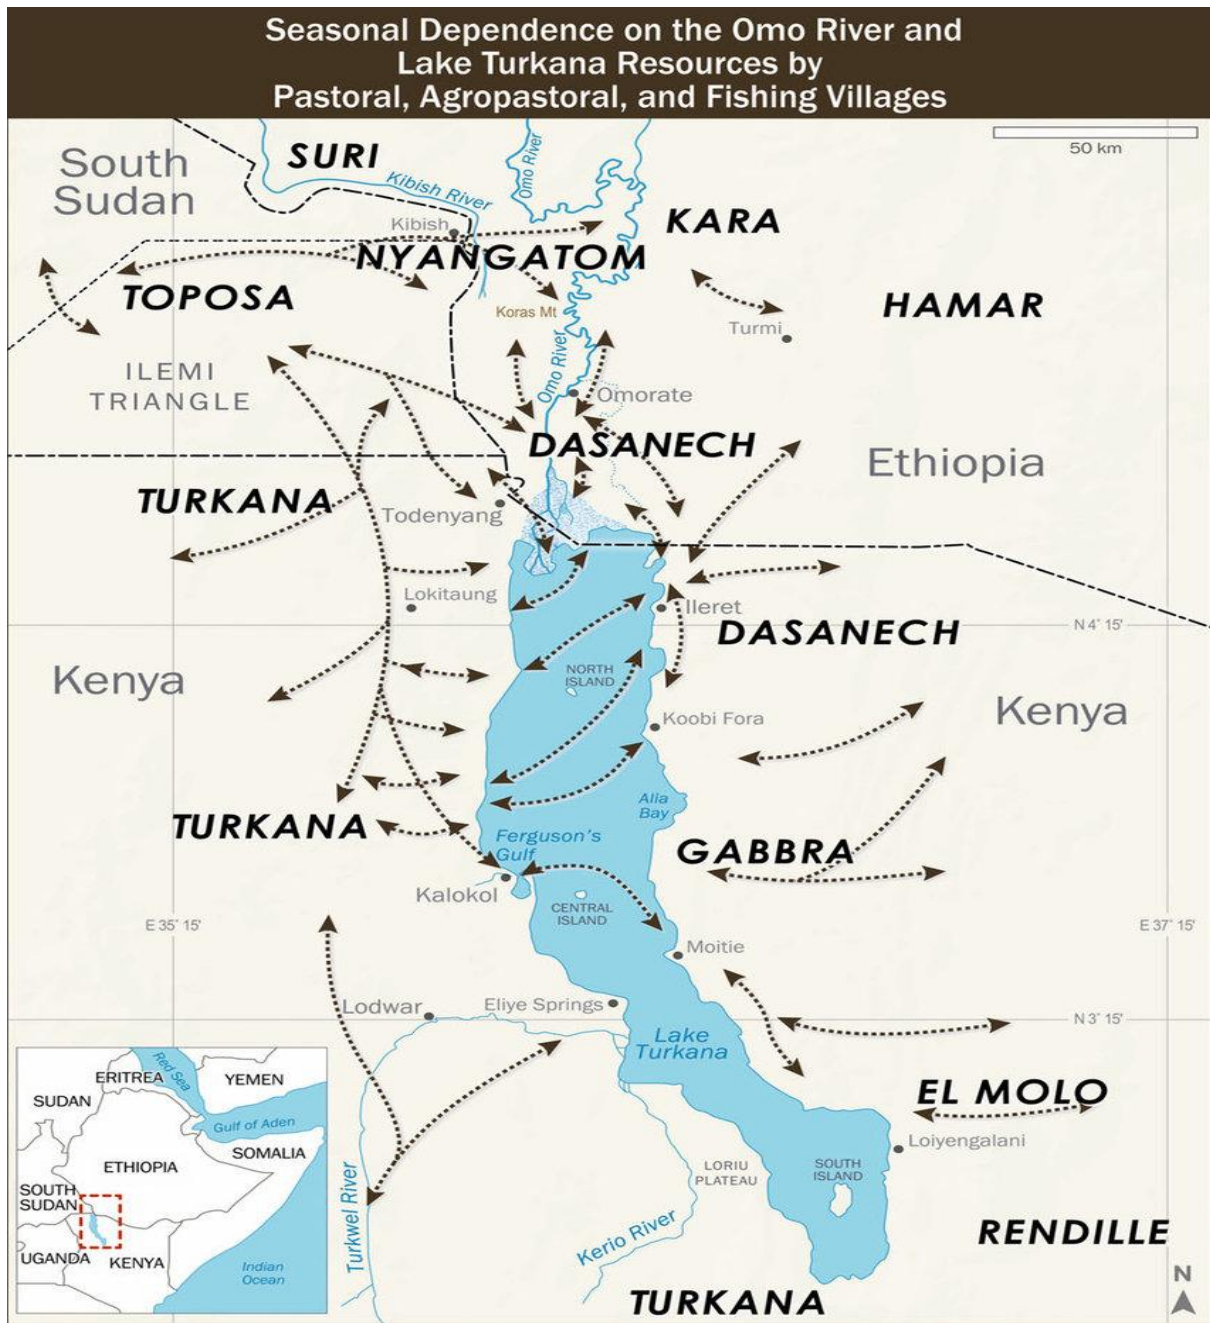 Seasonal Dependence on the Omo River and
Lake Turkana Resources by
Pastoral, Agropastoral, and Fishing Villages
50 km
South
Sudan
SURI
Kibish River
Omo River
Kibish
KARA
NYANGATOM
TOPOSA
Koras Mt
HAMAR
Turmi
ILEMI
TRIANGLE
Omo River
Omorate
DASANECH
Ethiopia
TURKANA
Todenyang
Lokitaung
Ileret
DASANECH
N 4° 15'
Kenya
NORTH
ISLAND
Koobi Fora
Kenya
Alia
Bay
TURKANA
Ferguson's
Gulf
GABBRA
Kalokol
CENTRAL
ISLAND
E 35° 15'
E 37° 15'
Moitie
Lodwar
Eliye Springs
N 3° 15'
Lake
Turkana
EL MOLO
Loiyengalani
LORIU
PLATEAU
SOUTH
ISLAND
Turkwel River
Kerio River
RENDILLE
TURKANA
N
Red Sea
ERITREA
YEMEN
SUDAN
Gulf of Aden
SOMALIA
ETHIOPIA
SOUTH
SUDAN
UGANDA
KENYA
Indian
Ocean